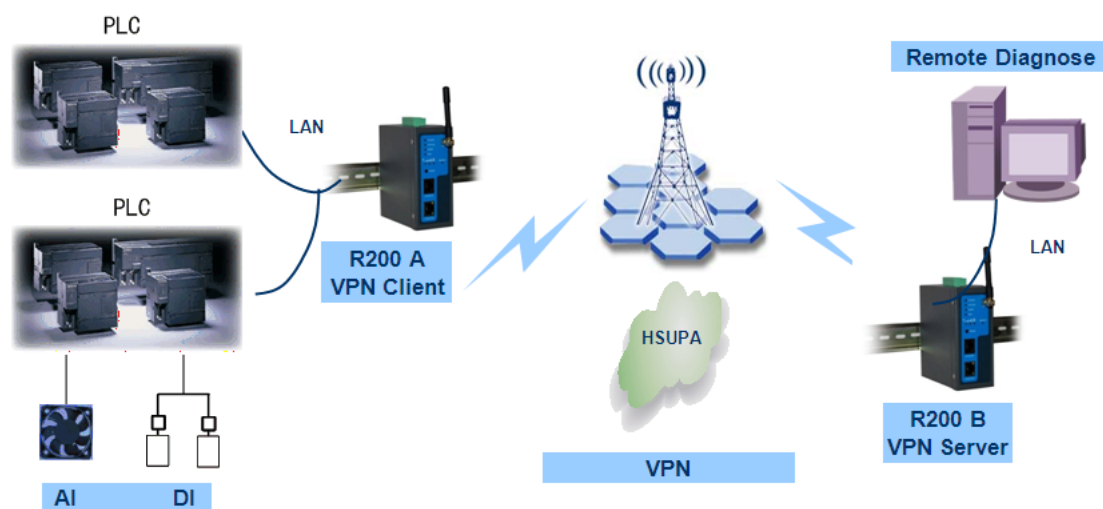 PLC
LAN
PLC
R200 A
VPN Client
AI
DI
HSUPA
VPN
Remote Diagnose
LAN
R200 B
VPN Server